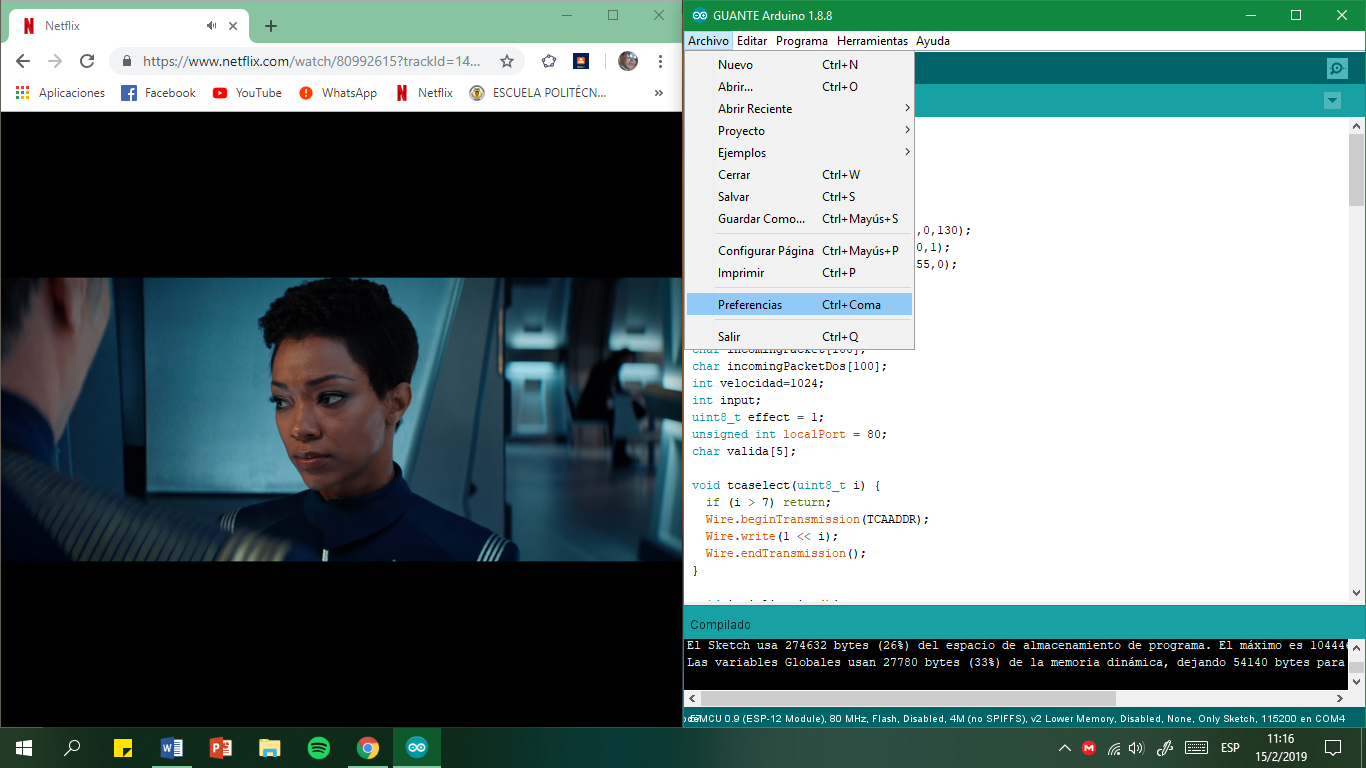 Netflix
https://www.netflix.com/watch/80992615?trackId=14...
Aplicaciones Facebook YouTube WhatsApp Netflix ESCUELA POLITÉCN... »
GUANTE Arduino 1.8.8
Archivo Editar Programa Herramientas Ayuda
Nuevo Ctrl+N
Abrir... Ctrl+O
Abrir Reciente
Proyecto
Ejemplos
Cerrar Ctrl+W
Salvar Ctrl+S
Guardar Como... Ctrl+Mayús+S
Configurar Página Ctrl+Mayús+P
Imprimir Ctrl+P
Preferencias Ctrl+Coma
Salir Ctrl+Q
,0,130);
0,1);
55,0);
char incomingPacket[100];
char incomingPacketDos[100];
int velocidad=1024;
int input;
uint8_t effect = 1;
unsigned int localPort = 80;
char valida[5];
void tcaselect(uint8_t i) {
if (i > 7) return;
Wire.beginTransmission(TCAADDR);
Wire.write(1 << i);
Wire.endTransmission();
}
Compilado
El Sketch usa 274632 bytes (26%) del espacio de almacenamiento de programa. El máximo es 104446
Las variables Globales usan 27780 bytes (33%) de la memoria dinámica, dejando 54140 bytes para
MCU 0.9 (ESP-12 Module), 80 MHz, Flash, Disabled, 4M (no SPIFFS), v2 Lower Memory, Disabled, None, Only Sketch, 115200 en COM4
ESP
11:16
15/2/2019